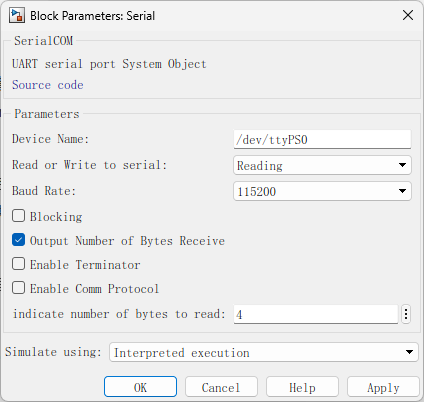 Block Parameters: Serial
SerialCOM
UART serial port System Object
Source code
Parameters
Device Name: /dev/ttyPS0
Read or Write to serial: Reading
Baud Rate: 115200
Blocking
Output Number of Bytes Receive
Enable Terminator
Enable Comm Protocol
indicate number of bytes to read: 4
Simulate using: Interpreted execution
OK Cancel Help Apply